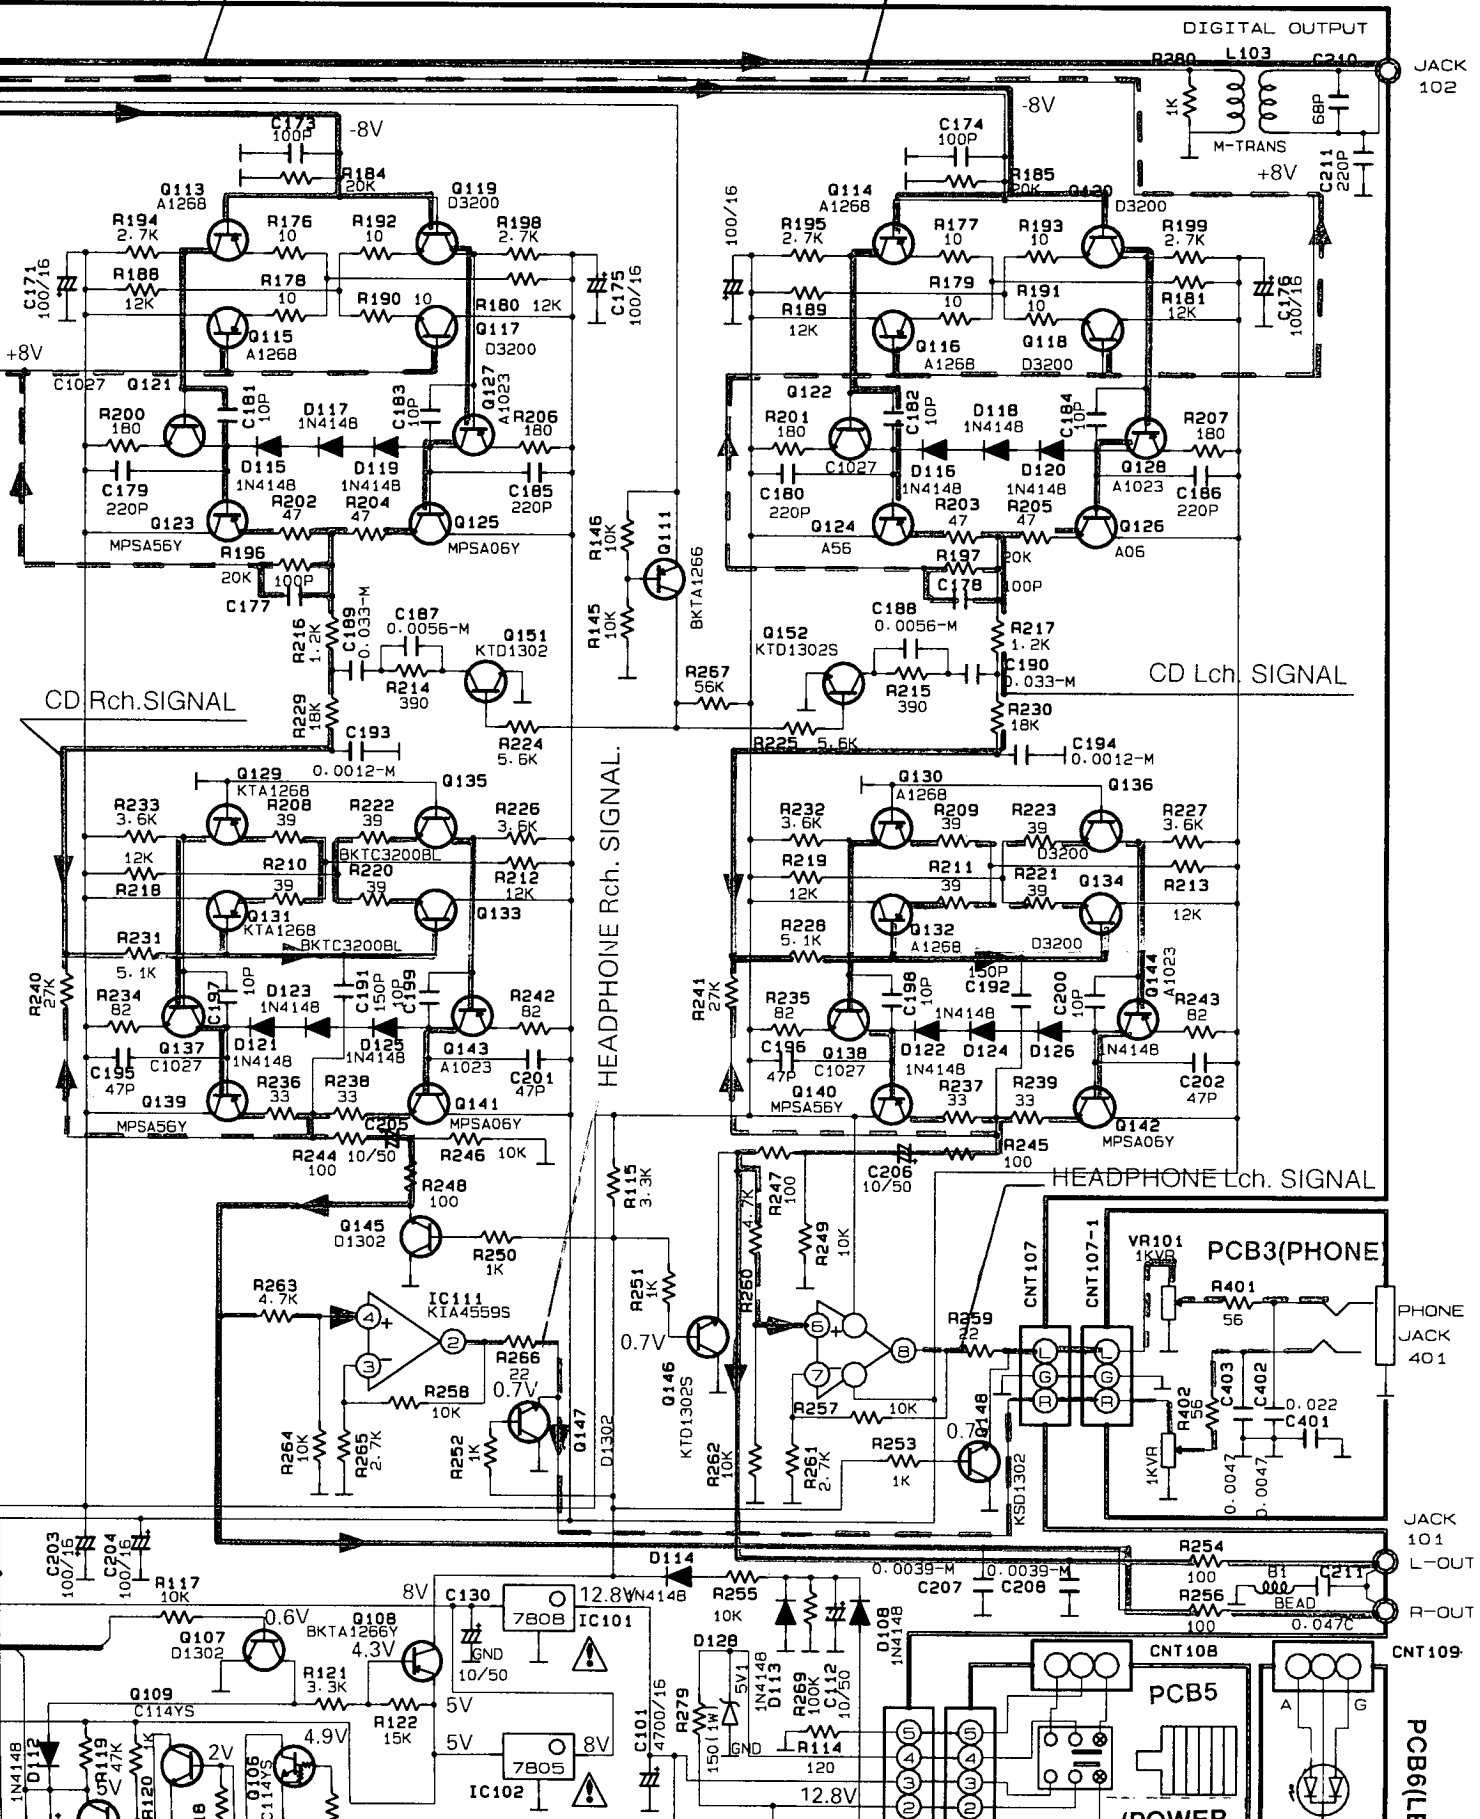 DIGITAL OUTPUT
R280 L103 C210
JACK
102
1K
68P
M-TRANS
+8V
C211
220P
-8V
-8V
C173
100P
R184
20K
Q113
A1268
Q119
D3200
R194
2.7K
R176
10
R192
10
R198
2.7K
C171
100/16
R188
12K
R178
10
R190
10
R180
12K
C175
100/16
Q115
A1268
Q117
D3200
+8V
C1027
Q121
C181
10P
C183
10P
Q127
A1023
R200
180
D117
1N4148
R206
180
D115
1N4148
D119
1N4148
C179
220P
C185
220P
R202
47
R204
47
Q123
MPSA56Y
Q125
MPSA06Y
R196
20K
100P
C177
C174
100P
R185
20K
Q114
A1268
Q120
D3200
100/16
R195
2.7K
R177
10
R193
10
R199
2.7K
R189
12K
R179
10
R191
10
R181
12K
C176
100/16
Q116
A1268
Q118
D3200
Q122
C182
10P
C184
10P
R201
180
D118
1N4148
R207
180
C1027
D116
1N4148
D120
1N4148
Q128
A1023
C180
220P
C186
220P
R203
47
R205
47
Q124
A56
Q126
A06
R197
20K
C178
100P
R146
10K
Q111
BKTA1266
R145
10K
R216
1.2K
C189
0.033-M
C187
0.0056-M
Q151
KTD1302
R214
390
R229
18K
R224
5.6K
C193
0.0012-M
CD Rch.SIGNAL
R267
56K
Q152
KTD1302S
C188
0.0056-M
R217
1.2K
C190
0.033-M
R215
390
R230
18K
R225
5.6K
C194
0.0012-M
CD Lch. SIGNAL
HEADPHONE Rch. SIGNAL.
Q129
KTA1268
Q135
R233
3.6K
R208
39
R222
39
R226
3.6K
12K
R218
BKTC3200BL
R210
39
R220
39
R212
12K
Q131
KTA1268
Q133
BKTC3200BL
R231
5.1K
R240
27K
R234
82
C197
10P
D123
1N4148
C191
150P
C199
10P
R242
82
D121
1N4148
D125
1N4148
Q137
C1027
Q143
A1023
C195
47P
C201
47P
R236
33
R238
33
Q139
MPSA56Y
Q141
MPSA06Y
R244
100
C205
10/50
R246
10K
R248
100
Q130
A1268
Q136
R232
3.6K
R209
39
R223
39
R227
3.6K
R219
12K
D3200
R211
39
R221
39
Q134
R213
12K
R228
5.1K
Q132
A1268
D3200
R241
27K
R235
82
C198
10P
150P
C192
C200
10P
Q144
A1023
R243
82
1N4148
D122
1N4148
D124
D126
1N4148
C196
47P
Q138
C1027
C202
47P
Q140
MPSA56Y
R237
33
R239
33
Q142
MPSA06Y
R245
100
C206
10/50
R247
100
HEADPHONE Lch. SIGNAL
R115
3.3K
Q145
D1302
R250
1K
R263
4.7K
IC111
KIA4559S
4
+
3
-
2
R266
22
R258
10K
0.7V
R264
10K
R265
2.7K
R252
1K
Q147
D1302
R251
1K
0.7V
Q146
KTD1302S
4.7K
R260
R249
10K
6
+
7
-
8
R259
22
R257
10K
R262
10K
R261
2.7K
R253
1K
0.7
Q148
KSD1302
CNT107
CNT107-1
L
G
R
L
G
R
VR101
1KVR
PCB3(PHONE)
R401
56
PHONE
JACK
401
R402
56
C403
C402
0.022
C401
1KVR
0.0047
0.0047
JACK
101
L-OUT
R-OUT
R254
100
R256
100
B1
BEAD
C211
0.047C
0.0039-M
C207
0.0039-M
C208
C203
100/16
C204
100/16
R117
10K
0.6V
Q107
D1302
Q108
BKTA1266Y
4.3V
8V
C130
GND
10/50
7808
12.8V
IC101
D114
1N4148
R255
10K
R121
3.3K
Q109
C114YS
R122
15K
5V
5V
7805
8V
IC102
4.9V
1N4148
D112
R119
47K
1K
R120
2V
Q106
C114YS
C101
4700/16
R279
150(1W)
D128
5V1
GND
1N4148
D113
R269
100K
C112
10/50
D108
1N4148
R114
120
12.8V
5
4
3
2
5
4
3
2
CNT108
PCB5
(POWER
CNT109
A
G
PCB6(LE